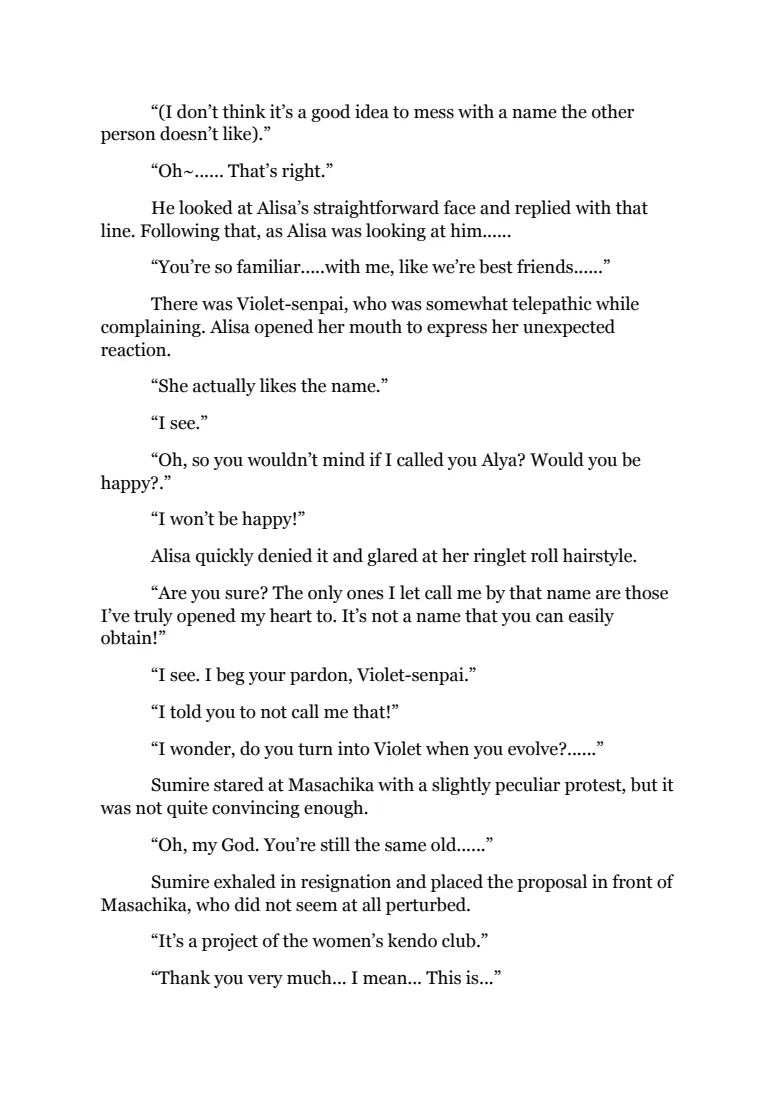 “(I don’t think it’s a good idea to mess with a name the other
person doesn’t like).”
“Oh~...... That’s right.”
He looked at Alisa’s straightforward face and replied with that
line. Following that, as Alisa was looking at him......
“You’re so familiar.....with me, like we’re best friends......”
There was Violet-senpai, who was somewhat telepathic while
complaining. Alisa opened her mouth to express her unexpected
reaction.
“She actually likes the name.”
“I see.”
“Oh, so you wouldn’t mind if I called you Alya? Would you be
happy?.”
“I won’t be happy!”
Alisa quickly denied it and glared at her ringlet roll hairstyle.
“Are you sure? The only ones I let call me by that name are those
I’ve truly opened my heart to. It’s not a name that you can easily
obtain!”
“I see. I beg your pardon, Violet-senpai.”
“I told you to not call me that!”
“I wonder, do you turn into Violet when you evolve?......”
Sumire stared at Masachika with a slightly peculiar protest, but it
was not quite convincing enough.
“Oh, my God. You’re still the same old......”
Sumire exhaled in resignation and placed the proposal in front of
Masachika, who did not seem at all perturbed.
“It’s a project of the women’s kendo club.”
“Thank you very much... I mean... This is...”